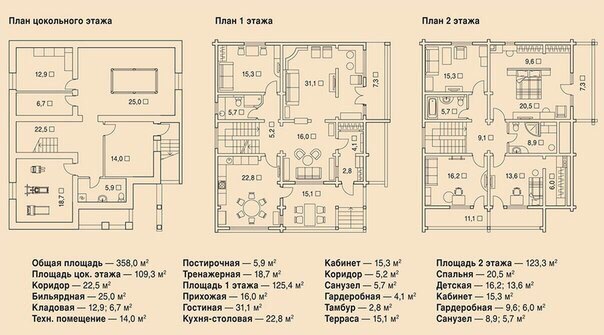 План цокольного этажа
План 1 этажа
План 2 этажа
12,9 □
6,7 □
25,0 □
22,5 □
14,0 □
18,7 □
5,9 □
15,3 □
31,1 □
7,3 □
5,7 □
5,2 □
16,0 □
4,1 □
2,8 □
22,8 □
15,1 □
15,3 □
9,6 □
20,5 □
7,3 □
5,7 □
9,1 □
8,9 □
16,2 □
13,6 □
6,0 □
11,1 □
Общая площадь — 358,0 м²
Площадь цок. этажа — 109,3 м²
Коридор — 22,5 м²
Бильярдная — 25,0 м²
Кладовая — 12,9; 6,7 м²
Техн. помещение — 14,0 м²
Постирочная — 5,9 м²
Тренажерная — 18,7 м²
Площадь 1 этажа — 125,4 м²
Прихожая — 16,0 м²
Гостиная — 31,1 м²
Кухня-столовая — 22,8 м²
Кабинет — 15,3 м²
Коридор — 5,2 м²
Санузел — 5,7 м²
Гардеробная — 4,1 м²
Тамбур — 2,8 м²
Терраса — 15,1 м²
Площадь 2 этажа — 123,3 м²
Спальня — 20,5 м²
Детская — 16,2; 13,6 м²
Кабинет — 15,3 м²
Гардеробная — 9,6; 6,0 м²
Санузел — 8,9; 5,7 м²